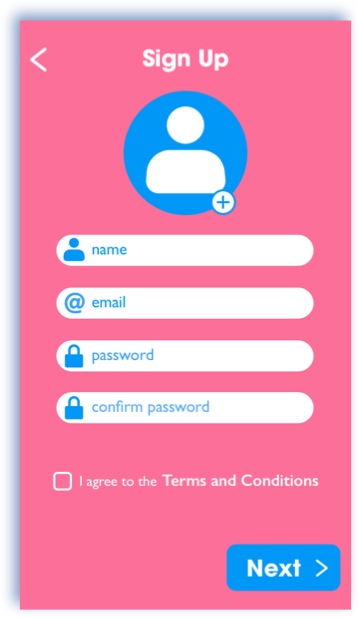 Sign Up
name
@ email
password
confirm password
I agree to the Terms and Conditions
Next >